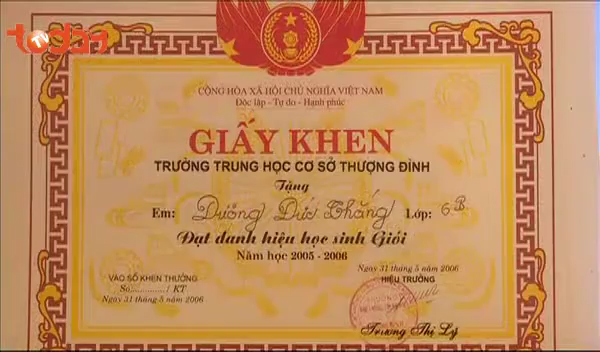 today
TV
CỘNG HÒA XÃ HỘI CHỦ NGHĨA VIỆT NAM
Độc lập - Tự do - Hạnh phúc
GIẤY KHEN
TRƯỜNG TRUNG HỌC CƠ SỞ THƯỢNG ĐÌNH
Tặng
Em: Dương Đức Thắng Lớp: 6B
Đạt danh hiệu học sinh Giỏi
Năm học 2005 - 2006
VÀO SỔ KHEN THƯỞNG
Số............../ KT
Ngày 31 tháng 5 năm 2006
Ngày 31 tháng 5 năm 2006
HIỆU TRƯỞNG
Trương Thị Lý